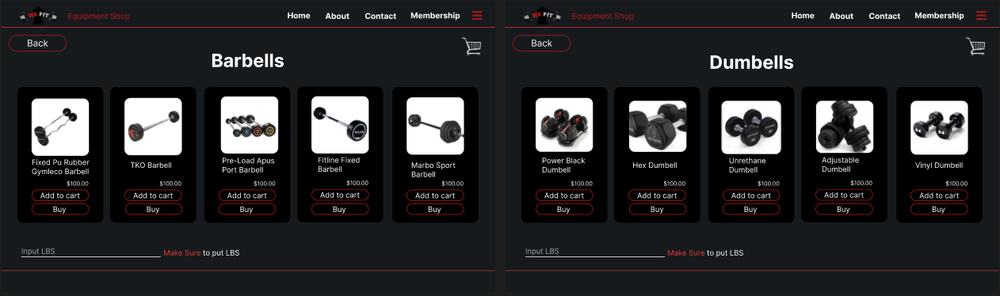 WE FIT
Equipment Shop
Home
About
Contact
Membership
Back
Barbells
Fixed Pu Rubber
Gymleco Barbell
$100.00
Add to cart
Buy
TKO Barbell
$100.00
Add to cart
Buy
Pre-Load Apus
Port Barbell
$100.00
Add to cart
Buy
Fitline Fixed
Barbell
$100.00
Add to cart
Buy
Marbo Sport
Barbell
$100.00
Add to cart
Buy
Input LBS
Make Sure to put LBS
WE FIT
Equipment Shop
Home
About
Contact
Membership
Back
Dumbells
Power Black
Dumbell
$100.00
Add to cart
Buy
Hex Dumbell
$100.00
Add to cart
Buy
Unrethane
Dumbell
$100.00
Add to cart
Buy
Adjustable
Dumbell
$100.00
Add to cart
Buy
Vinyl Dumbell
$100.00
Add to cart
Buy
Input LBS
Make Sure to put LBS